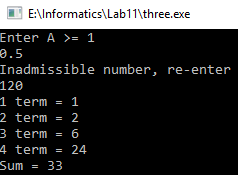 E:\Informatics\Lab11\three.exe
Enter A >= 1
0.5
Inadmissible number, re-enter
120
1 term = 1
2 term = 2
3 term = 6
4 term = 24
Sum = 33